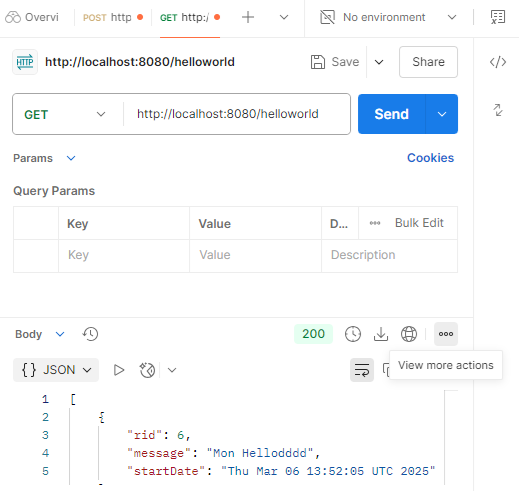 Overvi POST http GET http:/ No environment
HTTP http://localhost:8080/helloworld Save Share
GET http://localhost:8080/helloworld Send
Params Cookies
Query Params
Key Value D... Bulk Edit
Key Value Description
Body 200
View more actions
{} JSON
1 [
2 {
3 "rid": 6,
4 "message": "Mon Hellodddd",
5 "startDate": "Thu Mar 06 13:52:05 UTC 2025"